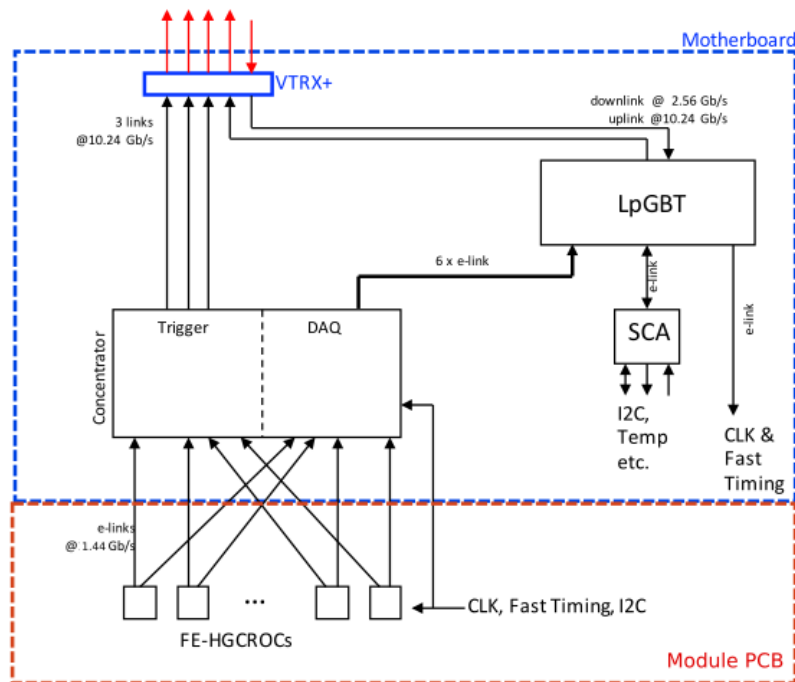 Motherboard
VTRX+
3 links
@10.24 Gb/s
downlink @ 2.56 Gb/s
uplink @10.24 Gb/s
LpGBT
6 x e-link
e-link
e-link
SCA
Trigger
DAQ
Concentrator
I2C,
Temp
etc.
CLK &
Fast
Timing
e-links
@ 1.44 Gb/s
...
CLK, Fast Timing, I2C
FE-HGCROCs
Module PCB